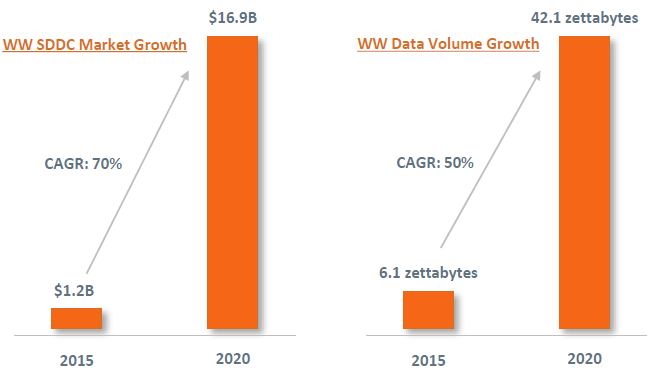 WW SDDC Market Growth
$16.9B
CAGR: 70%
$1.2B
2015
2020
WW Data Volume Growth
42.1 zettabytes
CAGR: 50%
6.1 zettabytes
2015
2020